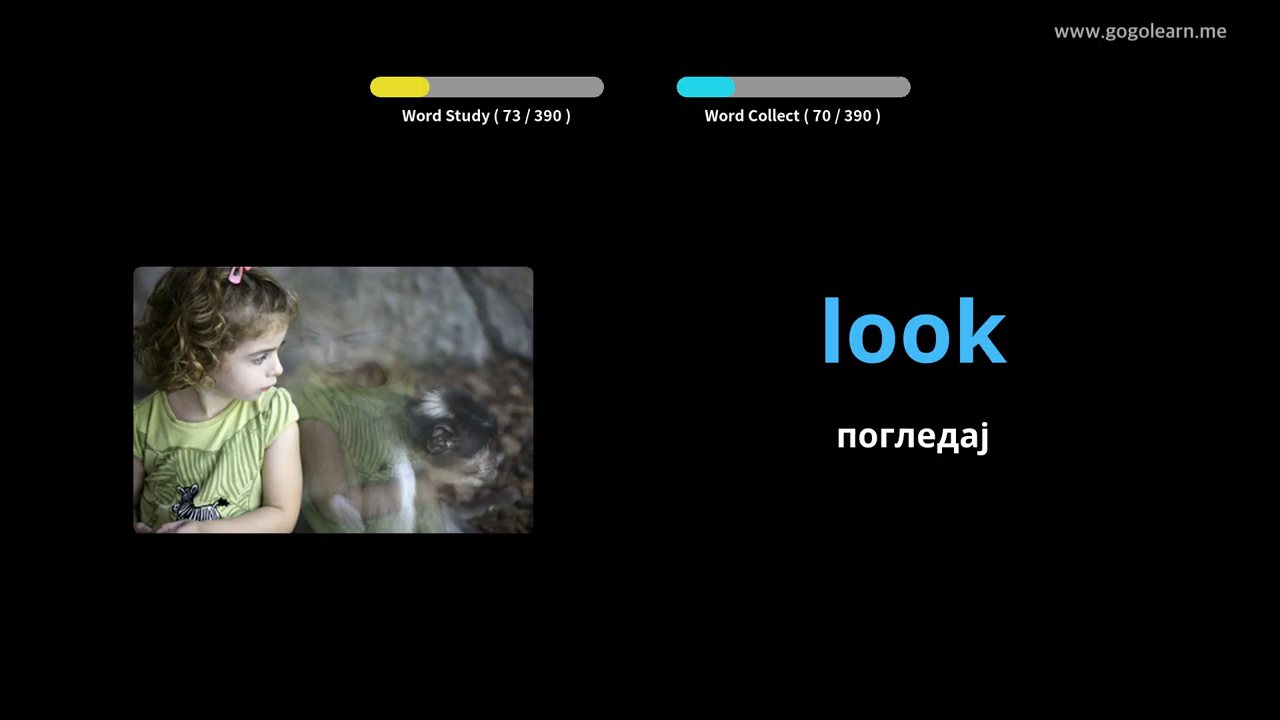 www.gogolearn.me
Word Study ( 73 / 390 )
Word Collect ( 70 / 390 )
look
погледај